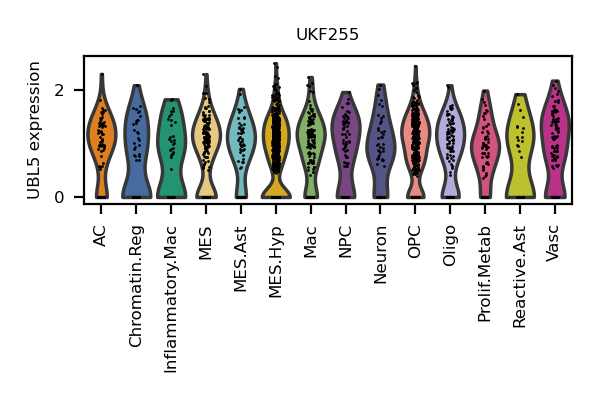 UKF255
UBL5 expression
2
0
AC
Chromatin.Reg
Inflammatory.Mac
MES
MES.Ast
MES.Hyp
Mac
NPC
Neuron
OPC
Oligo
Prolif.Metab
Reactive.Ast
Vasc